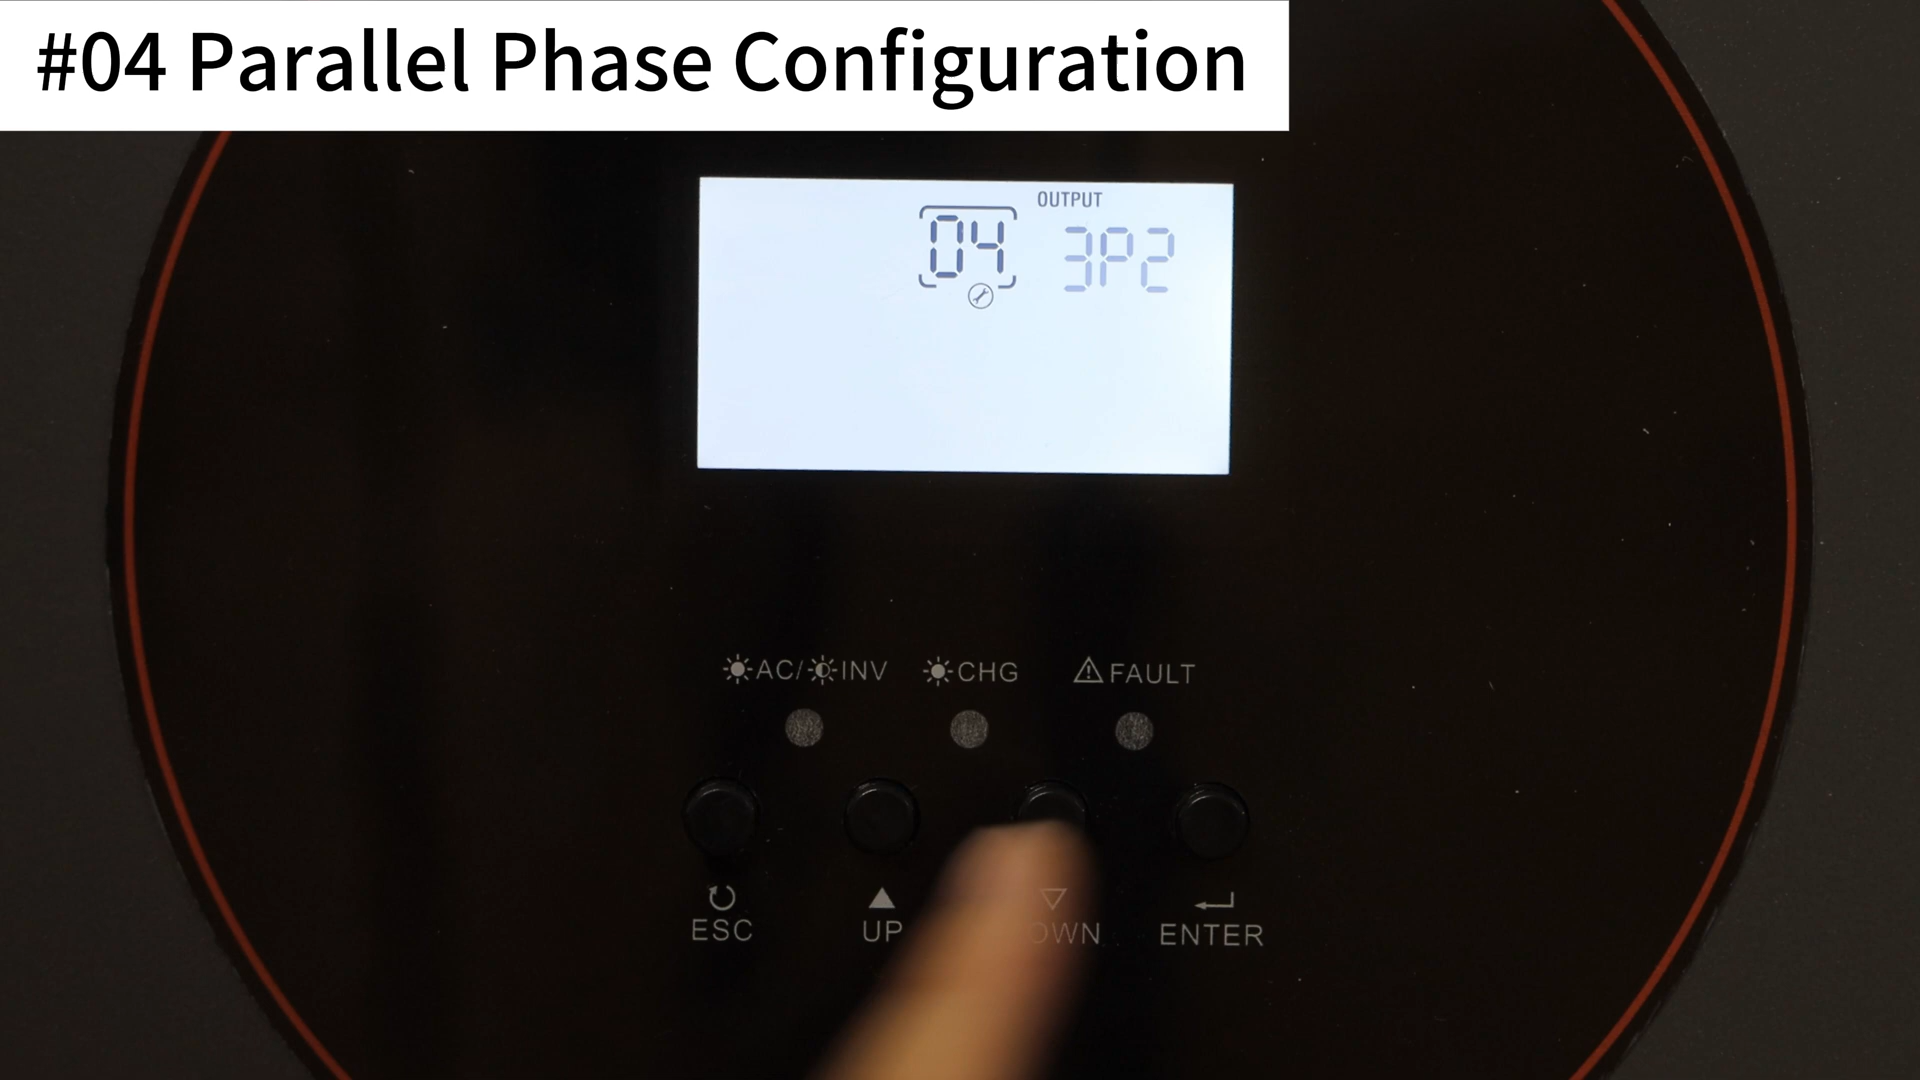 #04 Parallel Phase Configuration
OUTPUT
04 3P2
AC/ INV CHG FAULT
ESC UP OWN ENTER